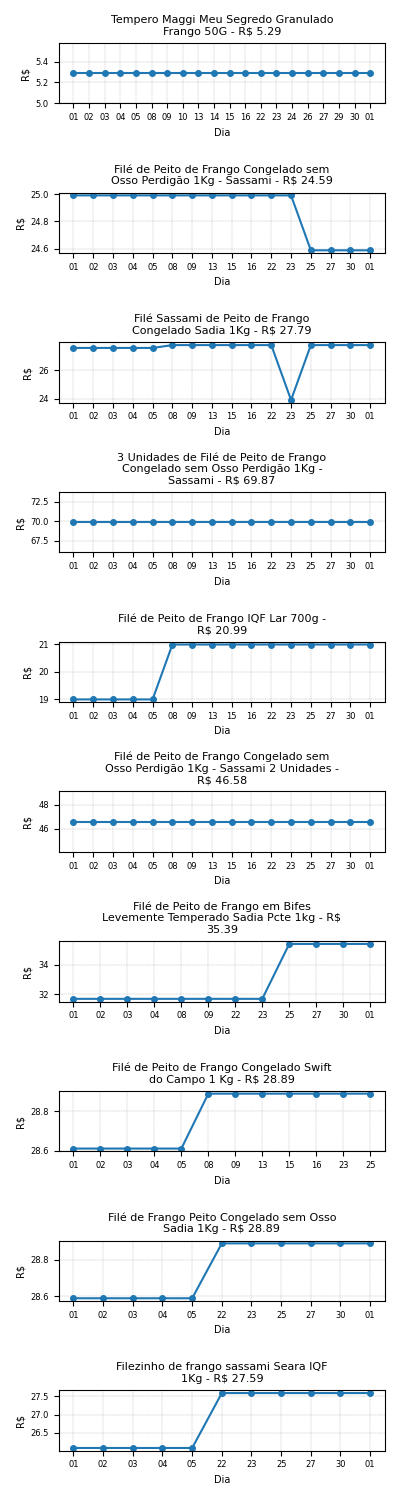 Tempero Maggi Meu Segredo Granulado
Frango 50G - R$ 5.29
5.4
5.2
5.0
R$
01 02 03 04 05 08 09 10 13 14 15 16 22 23 24 26 27 29 30 01
Dia
Filé de Peito de Frango Congelado sem
Osso Perdigão 1Kg - Sassami - R$ 24.59
25.0
24.8
24.6
R$
01 02 03 04 05 08 09 13 15 16 22 23 25 27 30 01
Dia
Filé Sassami de Peito de Frango
Congelado Sadia 1Kg - R$ 27.79
26
24
R$
01 02 03 04 05 08 09 13 15 16 22 23 25 27 30 01
Dia
3 Unidades de Filé de Peito de Frango
Congelado sem Osso Perdigão 1Kg -
Sassami - R$ 69.87
72.5
70.0
67.5
R$
01 02 03 04 05 08 09 13 15 16 22 23 25 27 30 01
Dia
Filé de Peito de Frango IQF Lar 700g -
R$ 20.99
21
20
19
R$
01 02 03 04 05 08 09 13 15 16 22 23 25 27 30 01
Dia
Filé de Peito de Frango Congelado sem
Osso Perdigão 1Kg - Sassami 2 Unidades -
R$ 46.58
48
46
R$
01 02 03 04 05 08 09 13 15 16 22 23 25 27 30 01
Dia
Filé de Peito de Frango em Bifes
Levemente Temperado Sadia Pcte 1kg - R$
35.39
34
32
R$
01 02 03 04 08 09 22 23 25 27 30 01
Dia
Filé de Peito de Frango Congelado Swift
do Campo 1 Kg - R$ 28.89
28.8
28.6
R$
01 02 03 04 05 08 09 13 15 16 23 25
Dia
Filé de Frango Peito Congelado sem Osso
Sadia 1Kg - R$ 28.89
28.8
28.6
R$
01 02 03 04 05 22 23 25 27 30 01
Dia
Filezinho de frango sassami Seara IQF
1Kg - R$ 27.59
27.5
27.0
26.5
R$
01 02 03 04 05 22 23 25 27 30 01
Dia